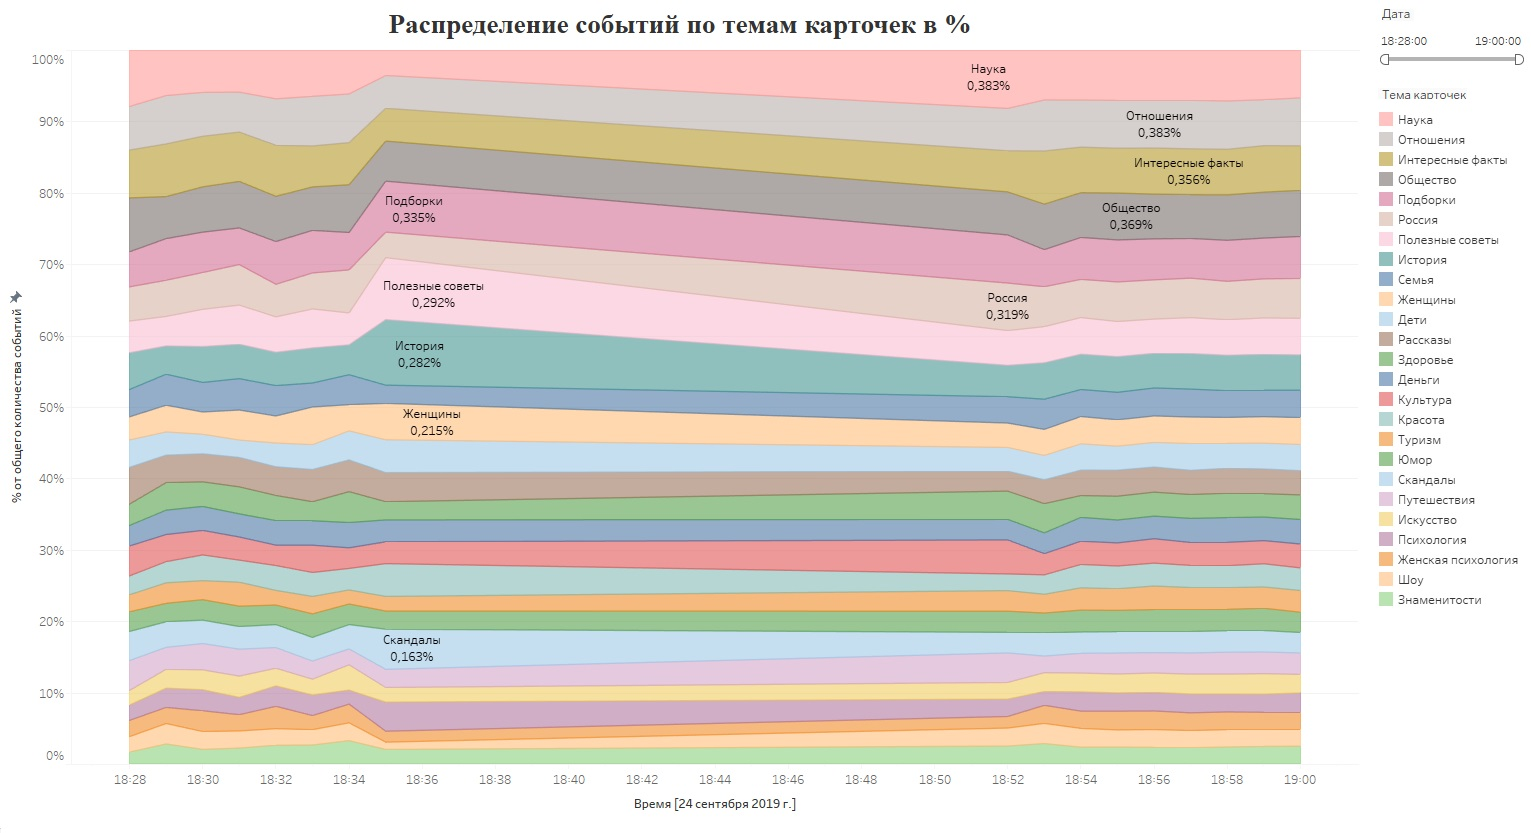 Распределение событий по темам карточек в %
Дата
18:28:00 19:00:00
Тема карточек
Наука
Отношения
Интересные факты
Общество
Подборки
Россия
Полезные советы
История
Семья
Женщины
Дети
Рассказы
Здоровье
Деньги
Культура
Красота
Туризм
Юмор
Скандалы
Путешествия
Искусство
Психология
Женская психология
Шоу
Знаменитости
% от общего количества событий
100%
90%
80%
70%
60%
50%
40%
30%
20%
10%
0%
Наука
0,383%
Отношения
0,383%
Интересные факты
0,356%
Общество
0,369%
Подборки
0,335%
Россия
0,319%
Полезные советы
0,292%
История
0,282%
Женщины
0,215%
Скандалы
0,163%
18:28 18:30 18:32 18:34 18:36 18:38 18:40 18:42 18:44 18:46 18:48 18:50 18:52 18:54 18:56 18:58 19:00
Время [24 сентября 2019 г.]